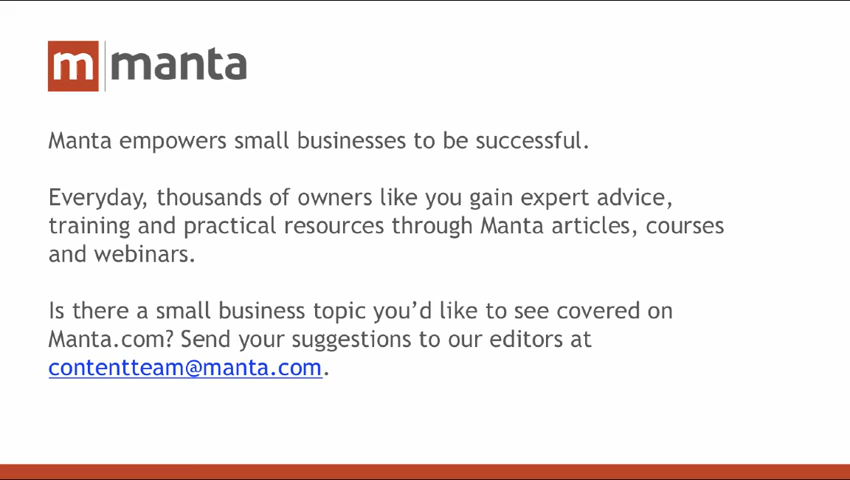 m manta
Manta empowers small businesses to be successful.
Everyday, thousands of owners like you gain expert advice,
training and practical resources through Manta articles, courses
and webinars.
Is there a small business topic you’d like to see covered on
Manta.com? Send your suggestions to our editors at
contentteam@manta.com.